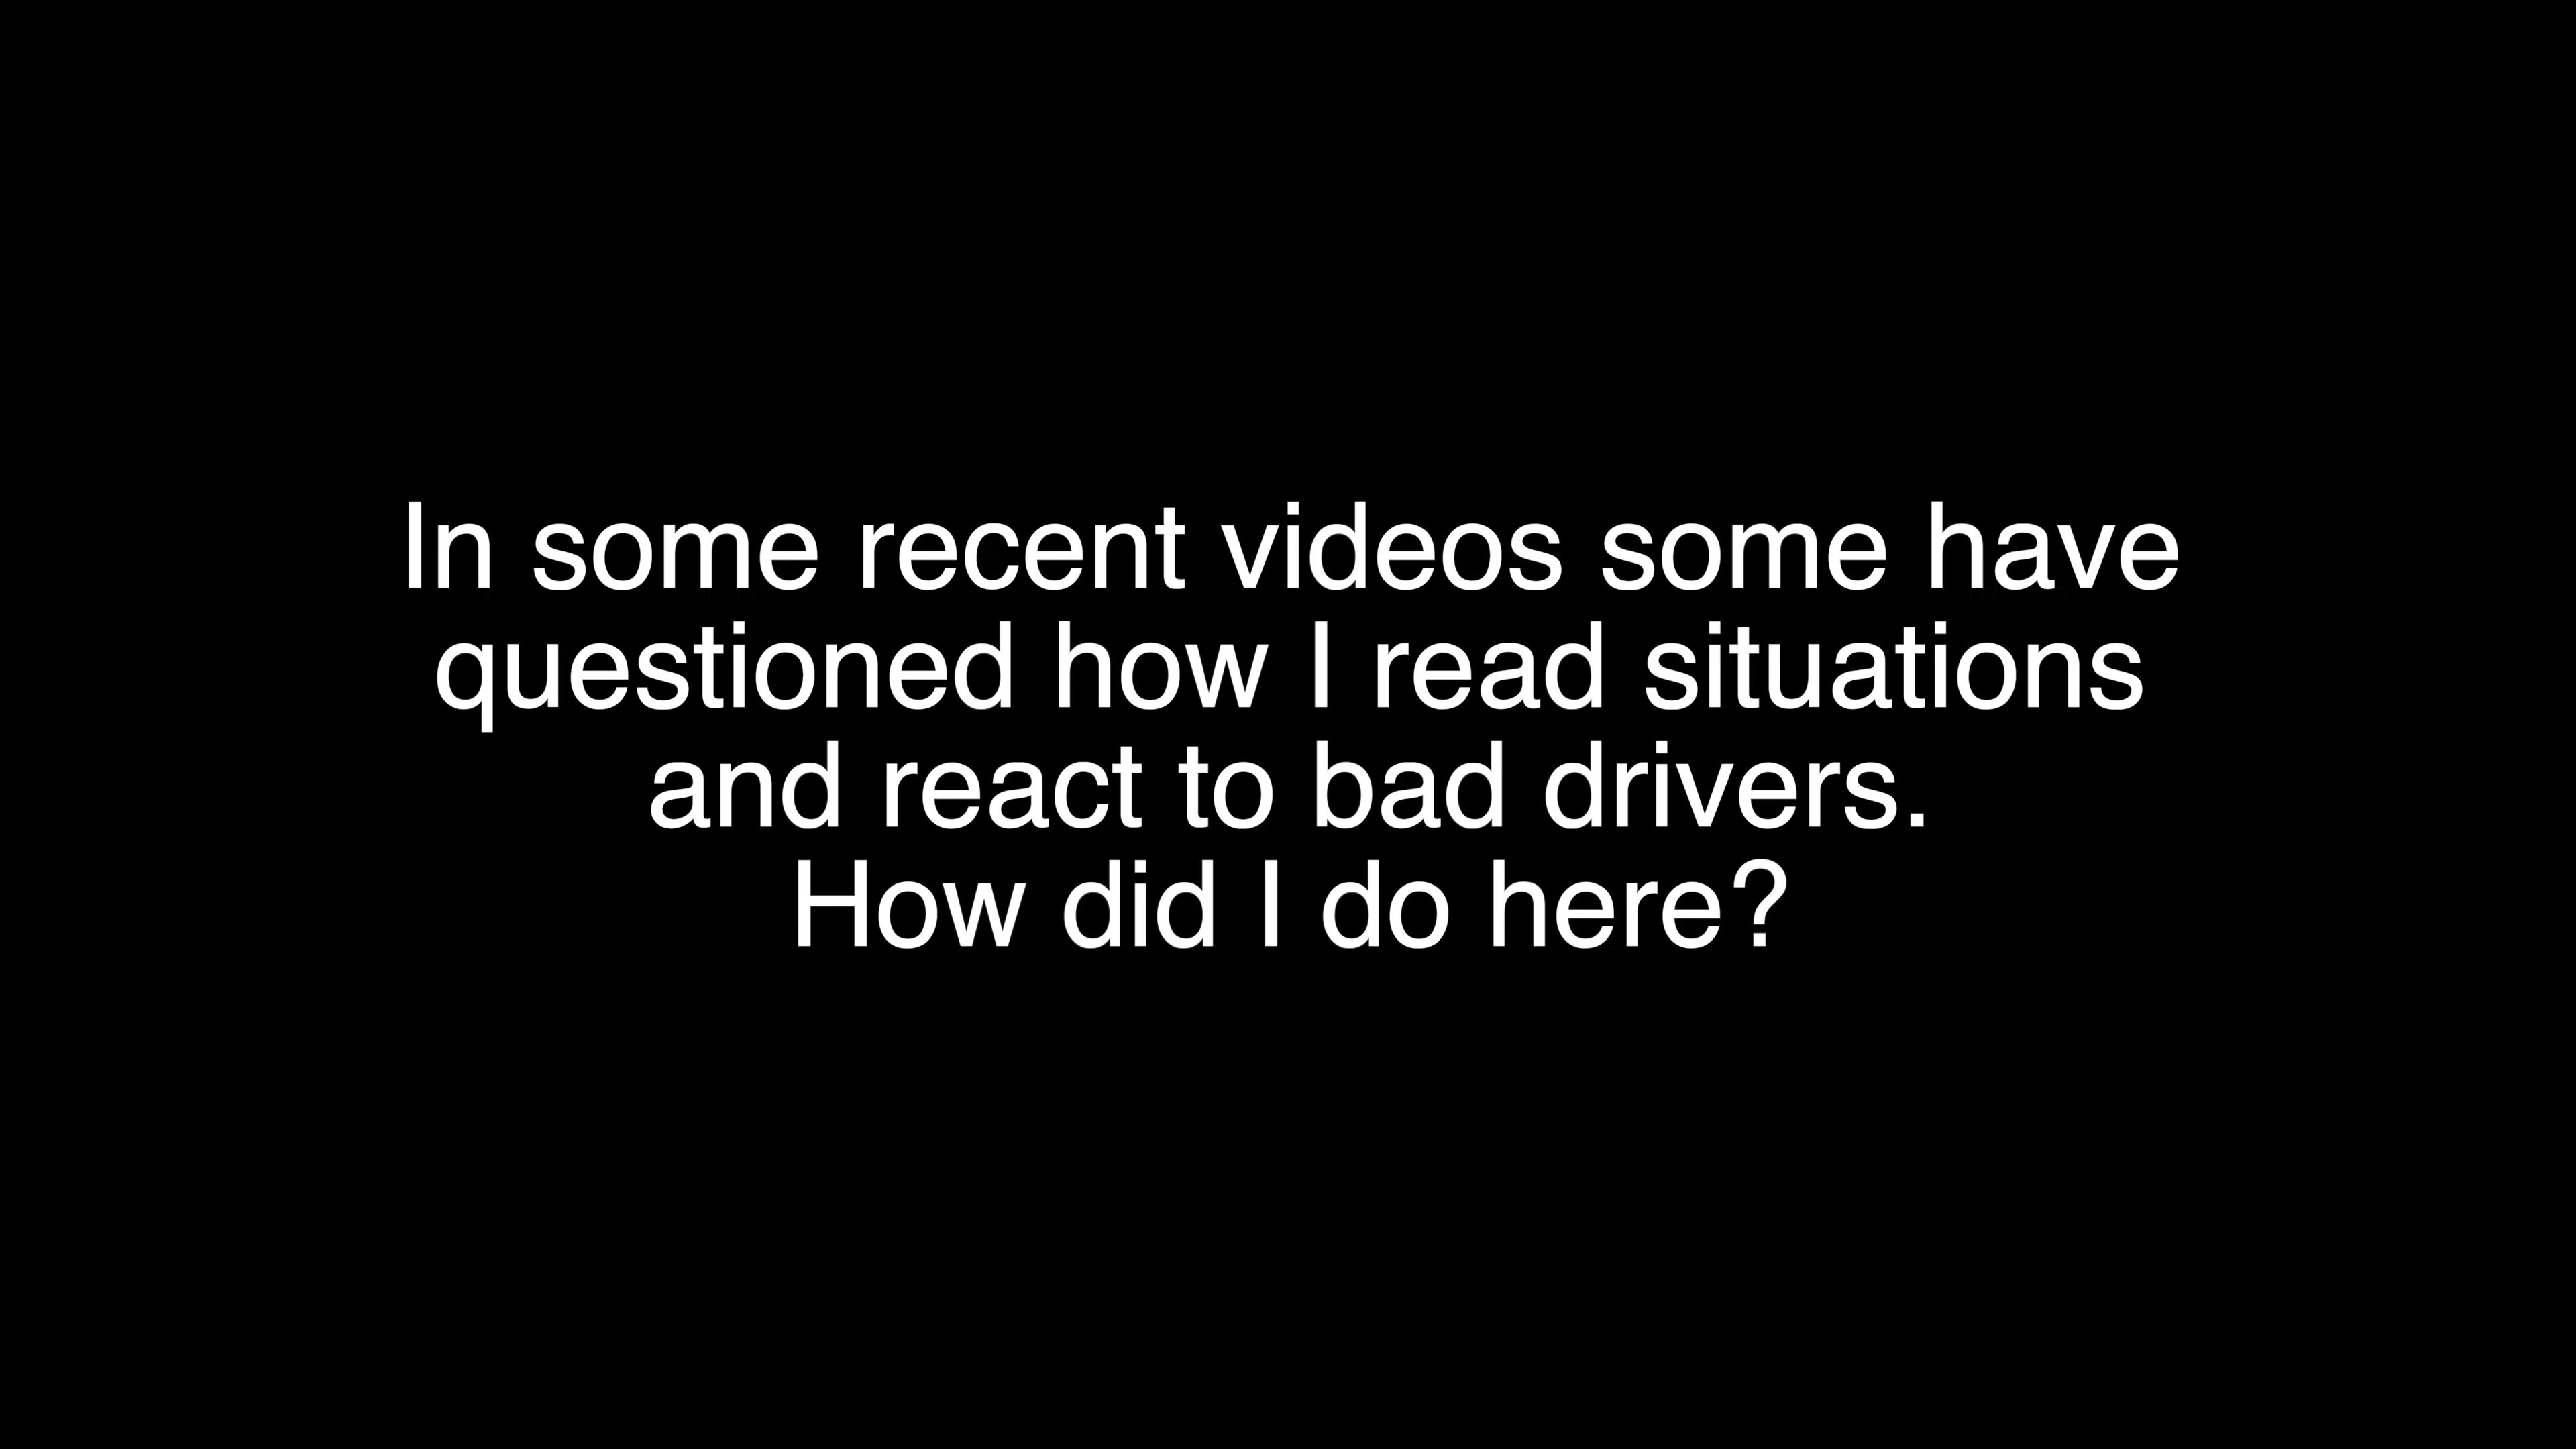 In some recent videos some have
questioned how I read situations
and react to bad drivers.
How did I do here?